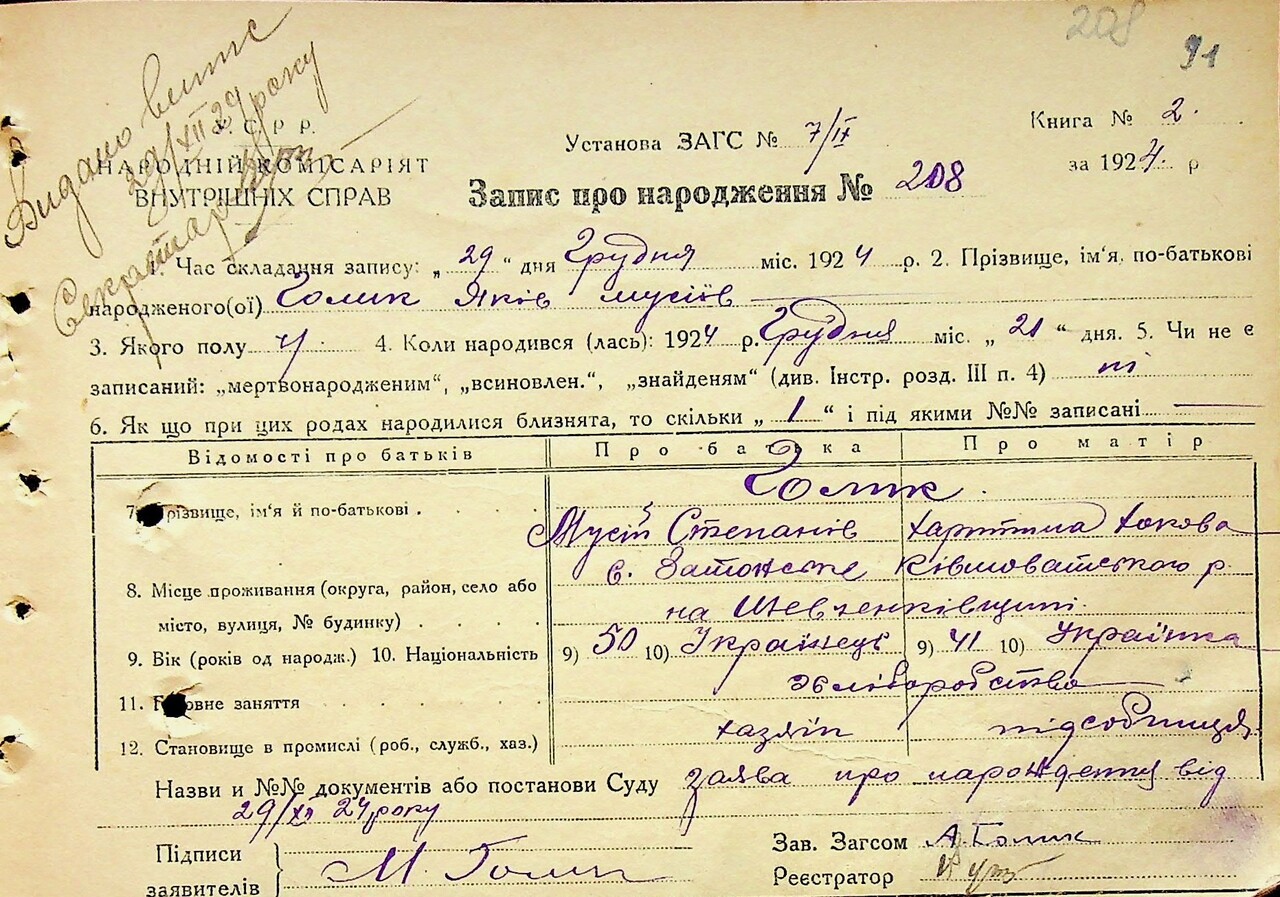 208
91
Видано витяг
29/XII 24 року
Секретар
С. Р. Р.
НАРОДНІЙ КОМІСАРІЯТ
ВНУТРІШНІХ СПРАВ
Установа ЗАГС № 7/IX
Книга № 2.
за 1924 р
Запис про народження № 208
1. Час складання запису: „ 29 “ дня Грудня міс. 1924 р. 2. Прізвище, ім'я, по-батькові
народженого(ої) Голик Яків Мусіїв
3. Якого полу Ч. 4. Коли народився (лась): 1924 р. Грудня міс. „ 21 “ дня. 5. Чи не є
записаний: „мертвонародженим“, „всиновлен.“, „знайденям“ (див. Інстр. розд. III п. 4) ні
6. Як що при цих родах народилися близнята, то скільки „ 1 “ і під якими №№ записані
Відомості про батьків Про батька Про матір
Голик.
7. Прізвище, ім'я й по-батькові
Мусій Степанів Харитина Хокова
8. Місце проживання (округа, район, село або
місто, вулиця, № будинку)
с. Затонське Ківшоватського р.
на Шевченківщині.
9. Вік (років од народж.) 10. Національність 9) 50 10) Українець 9) 41 10) Українка
11. Головне заняття хліборобство
12. Становище в промислі (роб., служб., хаз.) хазяїн підсобниця
Назви и №№ документів або постанови Суду заява про народження від
29/XII 24 року
Підписи
заявителів М. Голик
Зав. Загсом А. Голик
Реєстратор